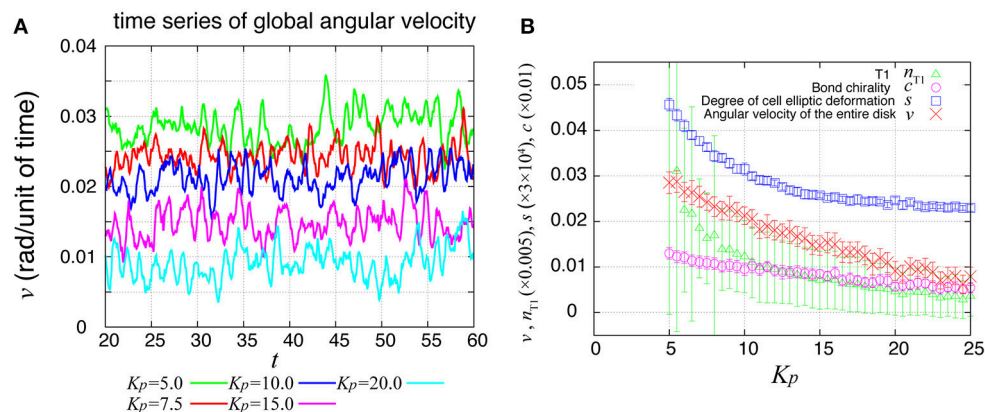 A
time series of global angular velocity
ν (rad/unit of time)
0.04
0.03
0.02
0.01
0
20 25 30 35 40 45 50 55 60
t
Kp=5.0 Kp=10.0 Kp=20.0
Kp=7.5 Kp=15.0
B
ν , nT1 (×0.005), s (×3×10⁴), c (×0.01)
0.05
0.04
0.03
0.02
0.01
0
T1 nT1
Bond chirality c
Degree of cell elliptic deformation s
Angular velocity of the entire disk ν
0 5 10 15 20 25
Kp